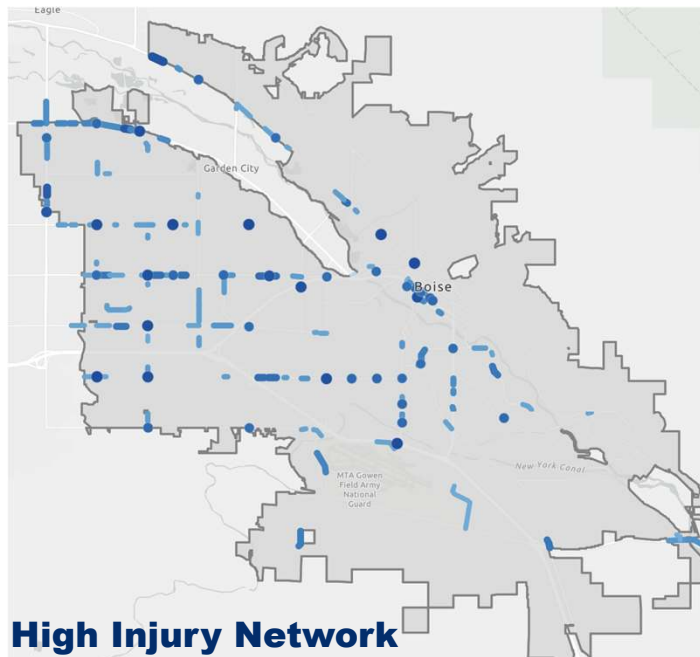 Eagle
Garden City
Boise
New York Canal
MTA Gowen
Field Army
National
Guard
High Injury Network